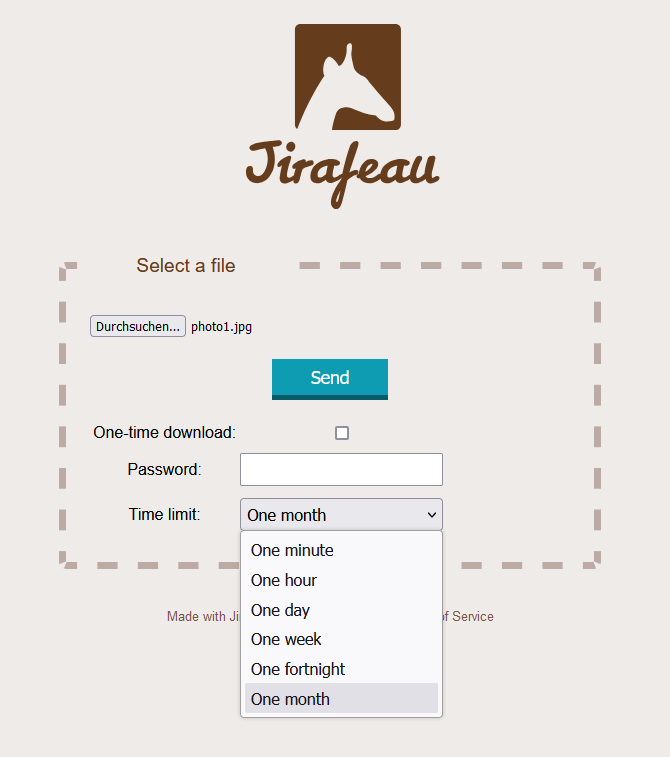 Jirafeau
Select a file
Durchsuchen... photo1.jpg
Send
One-time download:
Password:
Time limit: One month
One minute
One hour
One day
One week
One fortnight
One month
Made with of Service